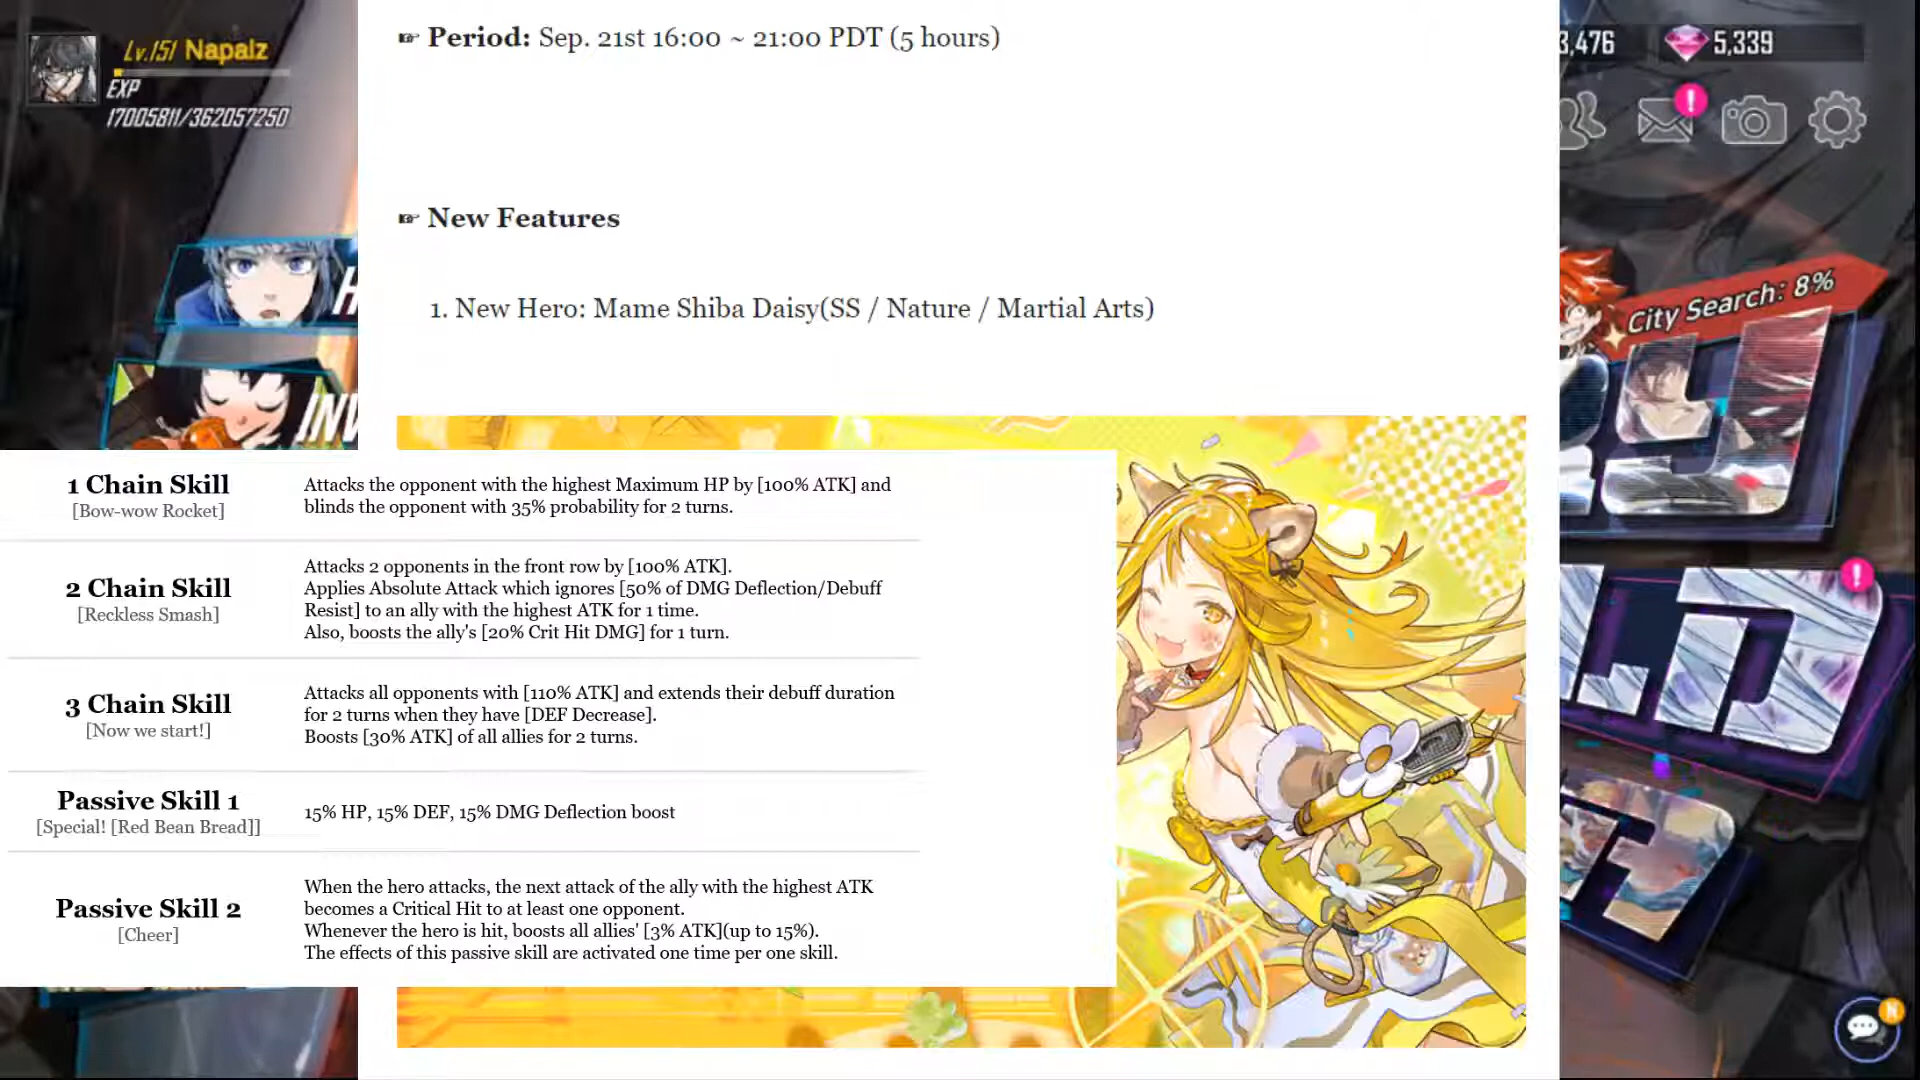 Lv.151 Napalz
EXP
17005811/362057250
☞ Period: Sep. 21st 16:00 ~ 21:00 PDT (5 hours)
3,476
5,339
☞ New Features
1. New Hero: Mame Shiba Daisy(SS / Nature / Martial Arts)
City Search: 8%
H
INV
1 Chain Skill
[Bow-wow Rocket]
Attacks the opponent with the highest Maximum HP by [100% ATK] and
blinds the opponent with 35% probability for 2 turns.
2 Chain Skill
[Reckless Smash]
Attacks 2 opponents in the front row by [100% ATK].
Applies Absolute Attack which ignores [50% of DMG Deflection/Debuff
Resist] to an ally with the highest ATK for 1 time.
Also, boosts the ally's [20% Crit Hit DMG] for 1 turn.
3 Chain Skill
[Now we start!]
Attacks all opponents with [110% ATK] and extends their debuff duration
for 2 turns when they have [DEF Decrease].
Boosts [30% ATK] of all allies for 2 turns.
Passive Skill 1
[Special! [Red Bean Bread]]
15% HP, 15% DEF, 15% DMG Deflection boost
Passive Skill 2
[Cheer]
When the hero attacks, the next attack of the ally with the highest ATK
becomes a Critical Hit to at least one opponent.
Whenever the hero is hit, boosts all allies' [3% ATK](up to 15%).
The effects of this passive skill are activated one time per one skill.
N